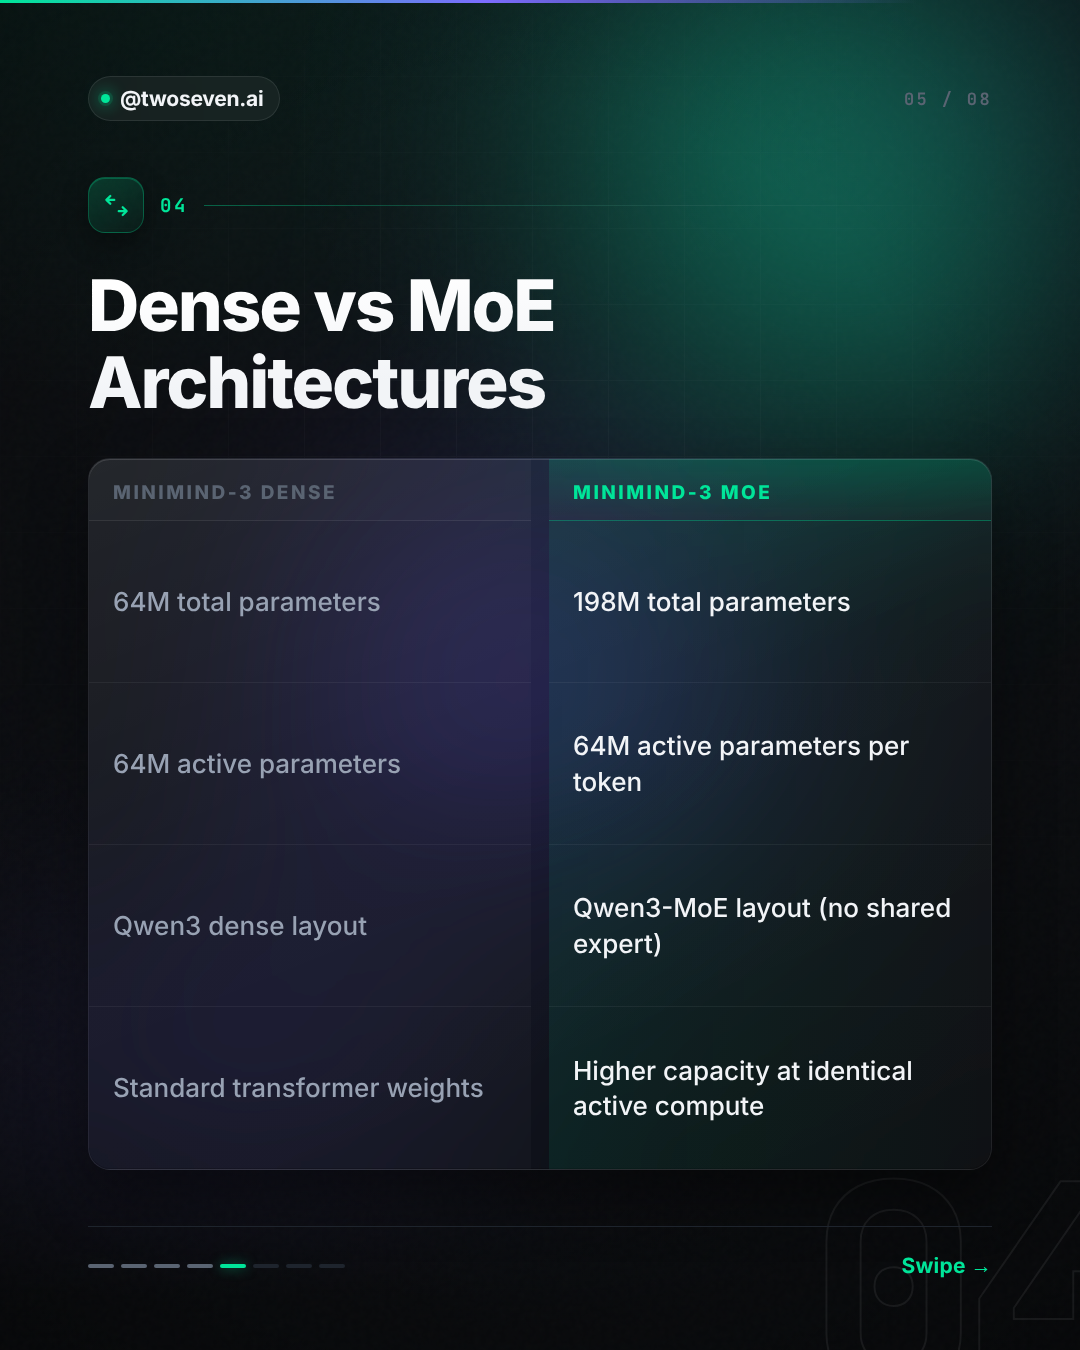 @twoseven.ai
05 / 08
04
Dense vs MoE
Architectures
MINIMIND-3 DENSE
MINIMIND-3 MOE
64M total parameters
198M total parameters
64M active parameters
64M active parameters per
token
Qwen3 dense layout
Qwen3-MoE layout (no shared
expert)
Standard transformer weights
Higher capacity at identical
active compute
Swipe →
04